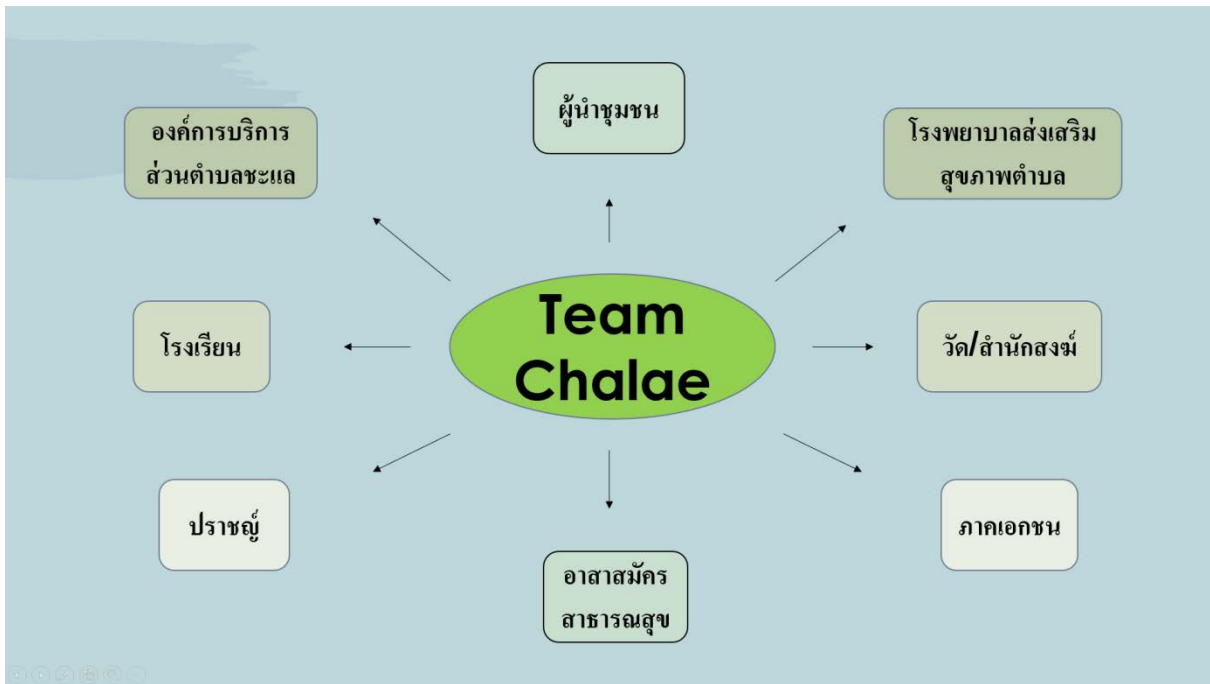 ผู้นำชุมชน
องค์การบริการ
ส่วนตำบลชะแล
โรงพยาบาลส่งเสริม
สุขภาพตำบล
Team
Chalae
โรงเรียน
วัด/สำนักสงฆ์
ปราชญ์
ภาคเอกชน
อาสาสมัคร
สาธารณสุข